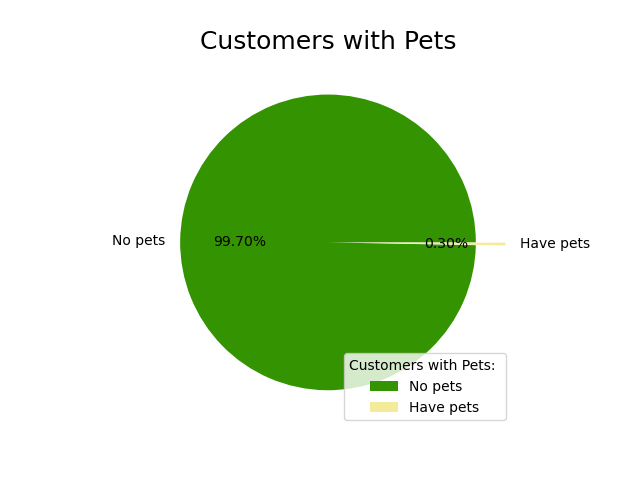 Customers with Pets
No pets
99.70%
0.30%
Have pets
Customers with Pets:
No pets
Have pets